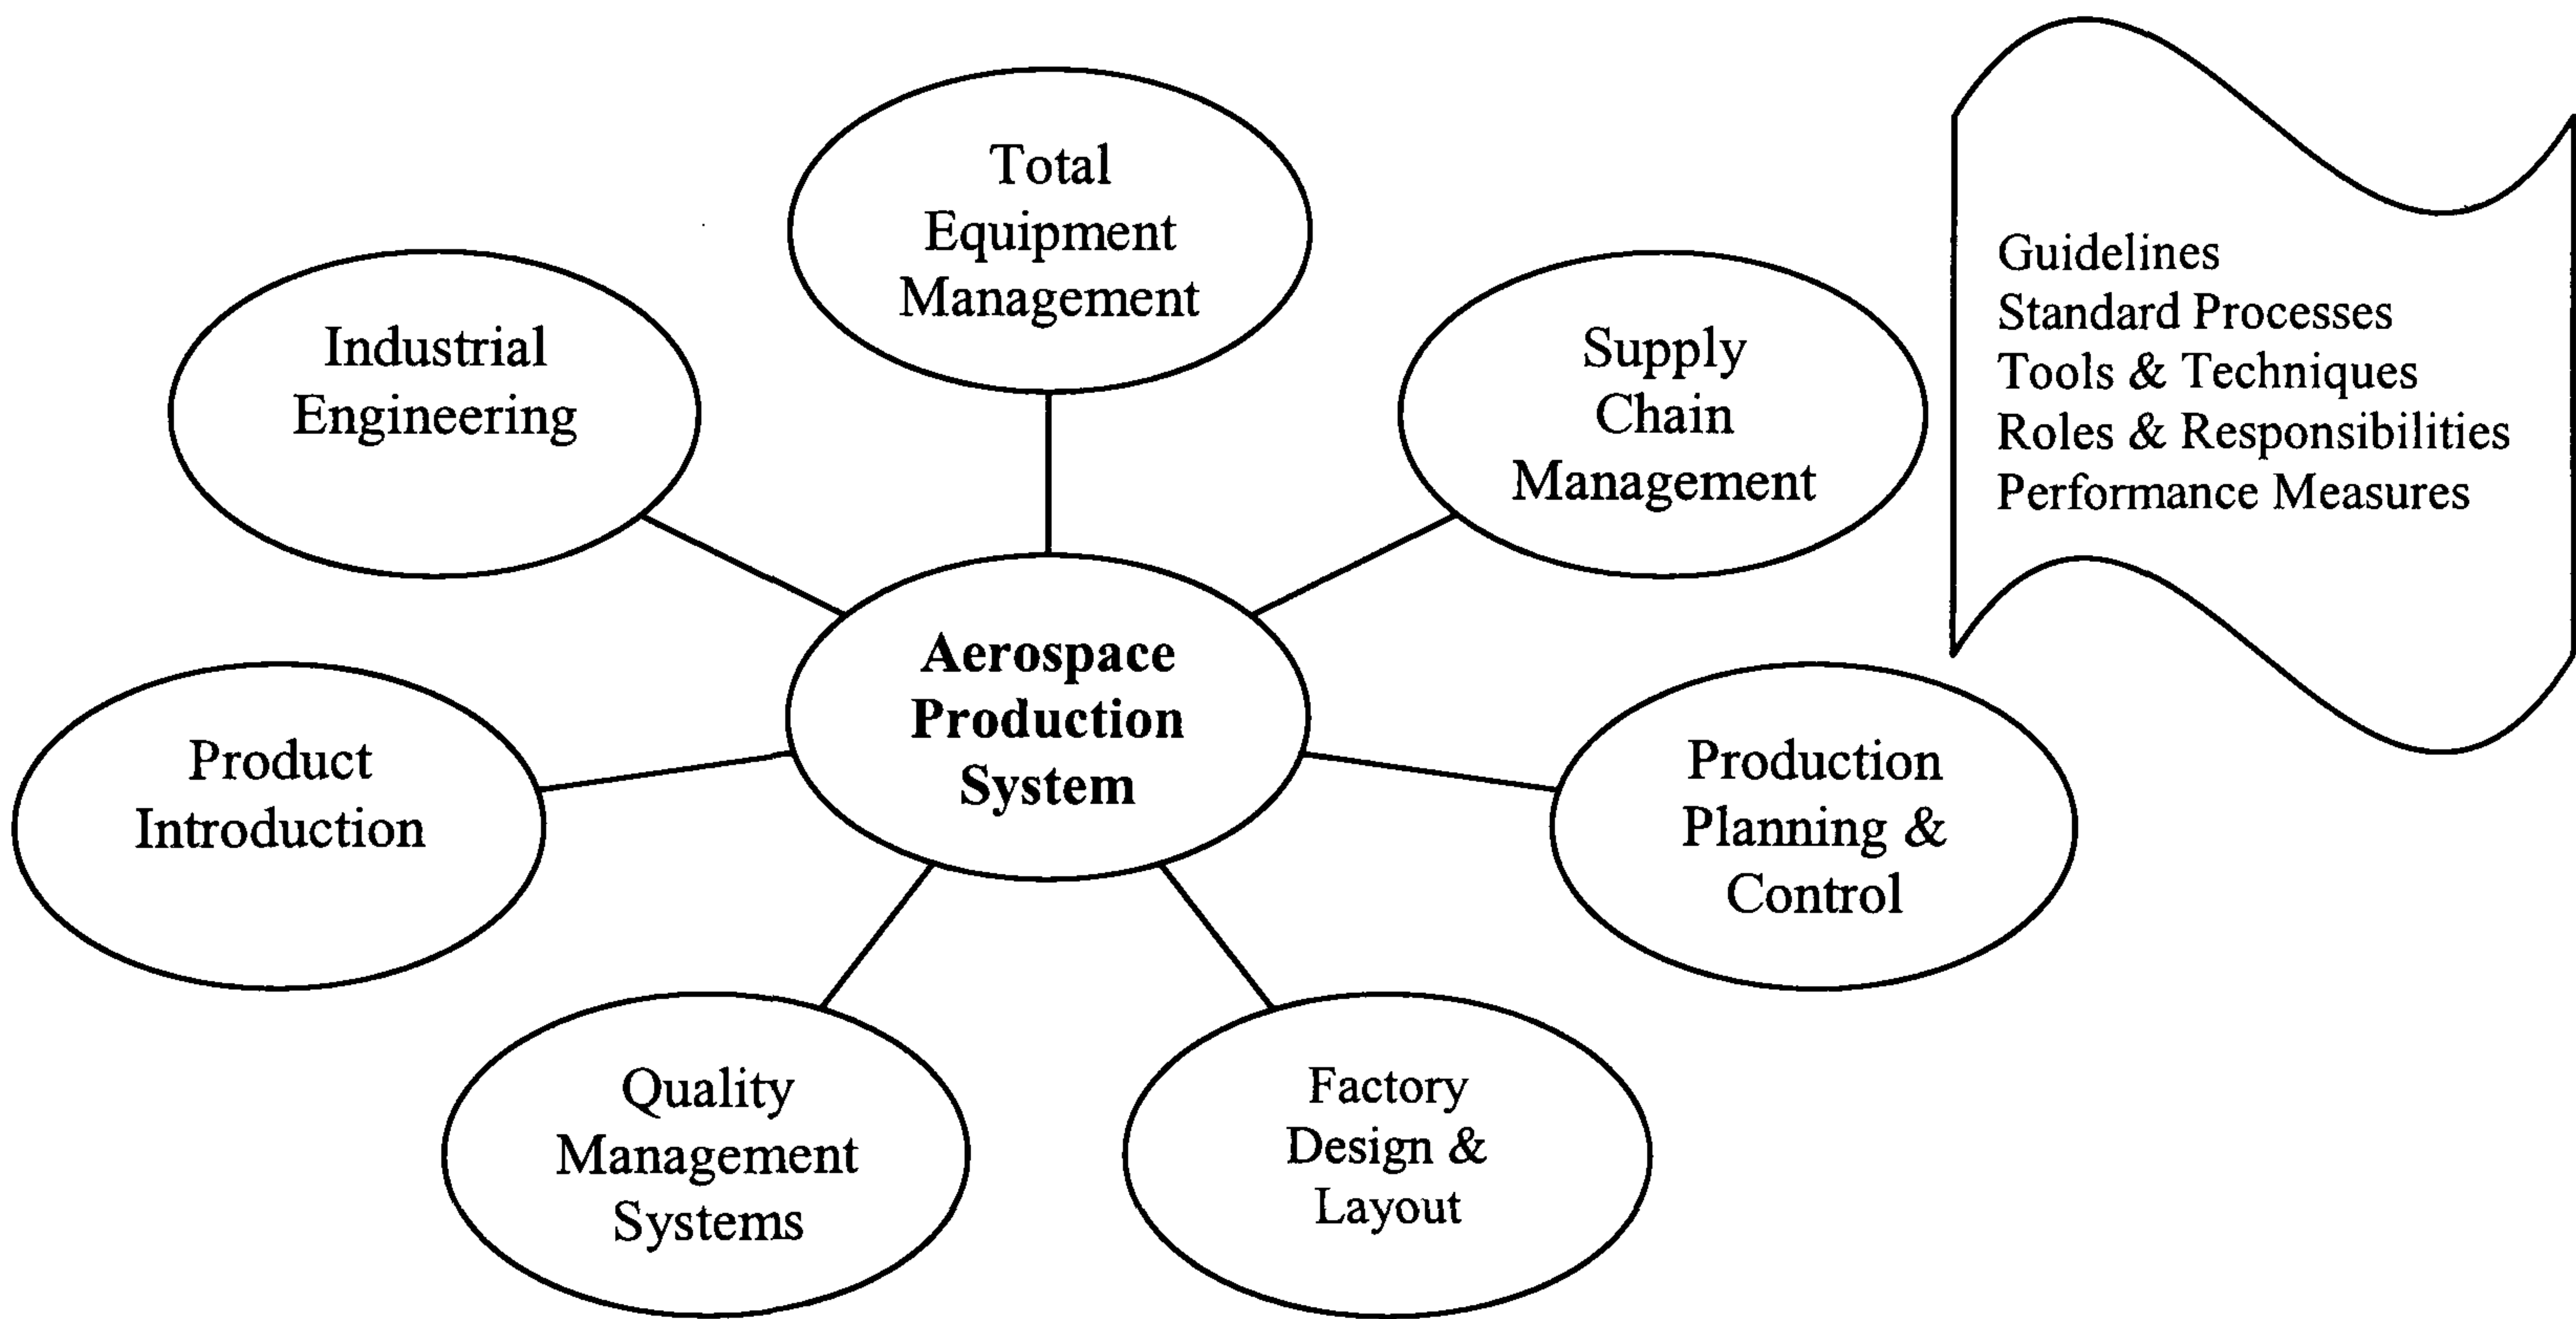 Total
Equipment
Management
Industrial
Engineering
Supply
Chain
Management
Guidelines
Standard Processes
Tools & Techniques
Roles & Responsibilities
Performance Measures
Aerospace
Production
System
Product
Introduction
Production
Planning &
Control
Quality
Management
Systems
Factory
Design &
Layout